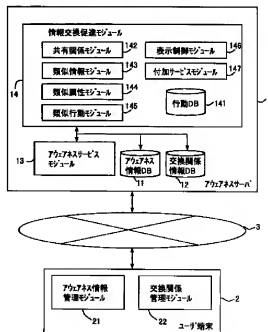 情報交換促進モジュール
共有関係モジュール
142
表示制御モジュール
146
類似情報モジュール
143
付加サービスモジュール
147
14
類似属性モジュール
144
行動DB
141
類似行動モジュール
145
13
アウェアネスサービス
モジュール
アウェアネス
情報DB
11
交換関係
情報DB
12
アウェアネスサーバ
3
アウェアネス情報
管理モジュール
21
交換関係
管理モジュール
22
2
ユーザ端末